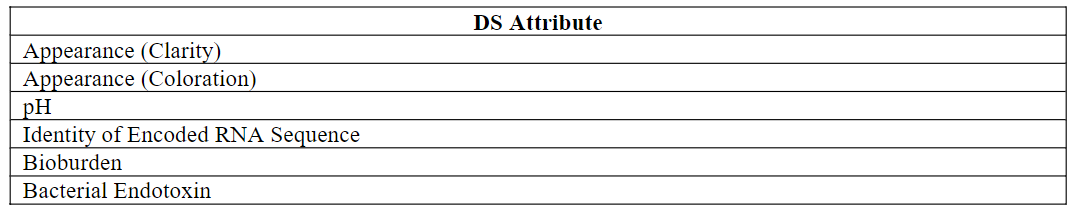 DS Attribute
Appearance (Clarity)
Appearance (Coloration)
pH
Identity of Encoded RNA Sequence
Bioburden
Bacterial Endotoxin